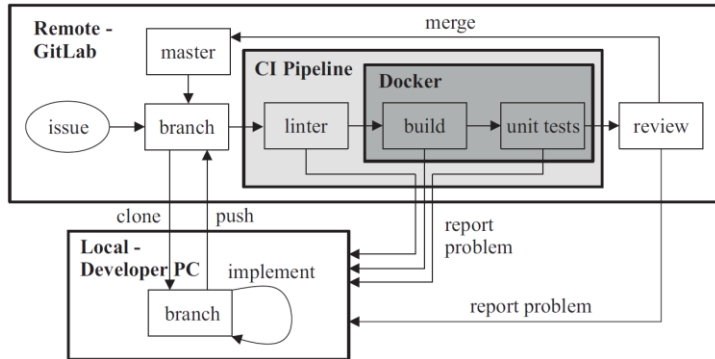 Remote -
GitLab
merge
master
CI Pipeline
Docker
issue
branch
linter
build
unit tests
review
clone
push
report
problem
Local -
Developer PC
implement
branch
report problem